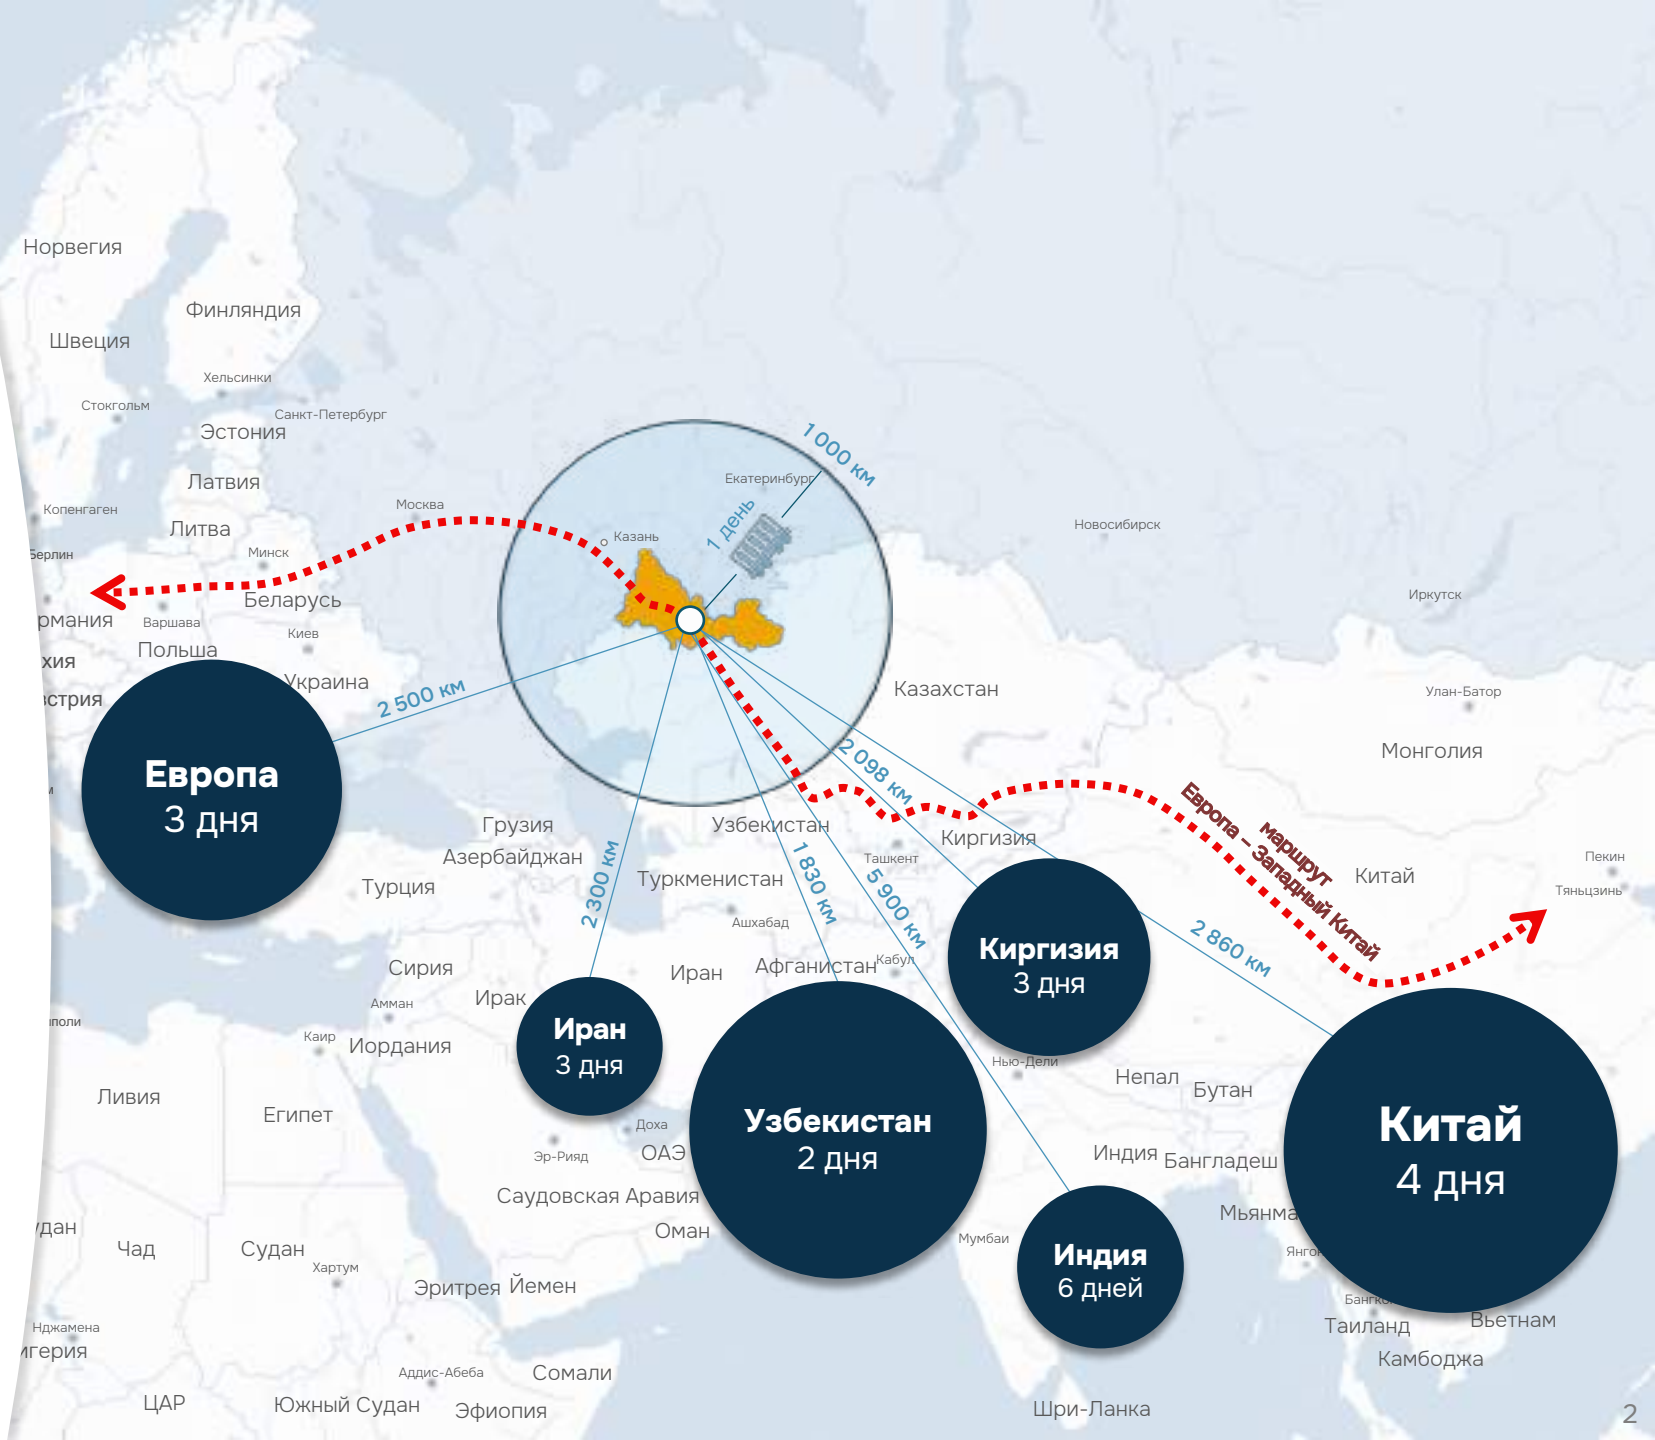 Норвегия
Финляндия
Швеция
Хельсинки
Стокгольм
Санкт-Петербург
Эстония
1 000 км
Екатеринбург
Латвия
Москва
Копенгаген
1 день
Новосибирск
Литва
Казань
Минск
Берлин
Иркутск
Беларусь
рмания
Варшава
Киев
Польша
хия
Украина
2 500 км
Казахстан
Улан-Батор
встрия
Монголия
2 098 км
Европа
3 дня
маршрут
Европа – Западный Китай
Грузия
Узбекистан
Киргизия
Азербайджан
Ташкент
Пекин
Турция
2 300 км
Туркменистан
1 830 км
5 900 км
Китай
Тяньцзинь
Ашхабад
Киргизия
3 дня
2 860 км
Сирия
Иран
Афганистан
Кабул
Ирак
Амман
иполи
Каир
Иордания
Иран
3 дня
Нью-Дели
Непал
Бутан
Ливия
Египет
Доха
Узбекистан
2 дня
Китай
4 дня
Эр-Рияд
ОАЭ
Индия
Бангладеш
Саудовская Аравия
Оман
Мьянма
удан
Чад
Судан
Хартум
Мумбаи
Индия
6 дней
Янго
Эритрея
Йемен
Бангко
Нджамена
игерия
Таиланд
Вьетнам
Камбоджа
Аддис-Абеба
Сомали
ЦАР
Южный Судан
Эфиопия
Шри-Ланка
2